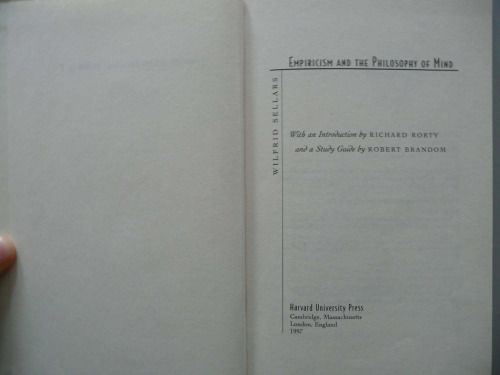 EMPIRICISM AND THE PHILOSOPHY OF MIND
WILFRID SELLARS
With an Introduction by RICHARD RORTY
and a Study Guide by ROBERT BRANDOM
Harvard University Press
Cambridge, Massachusetts
London, England
1997